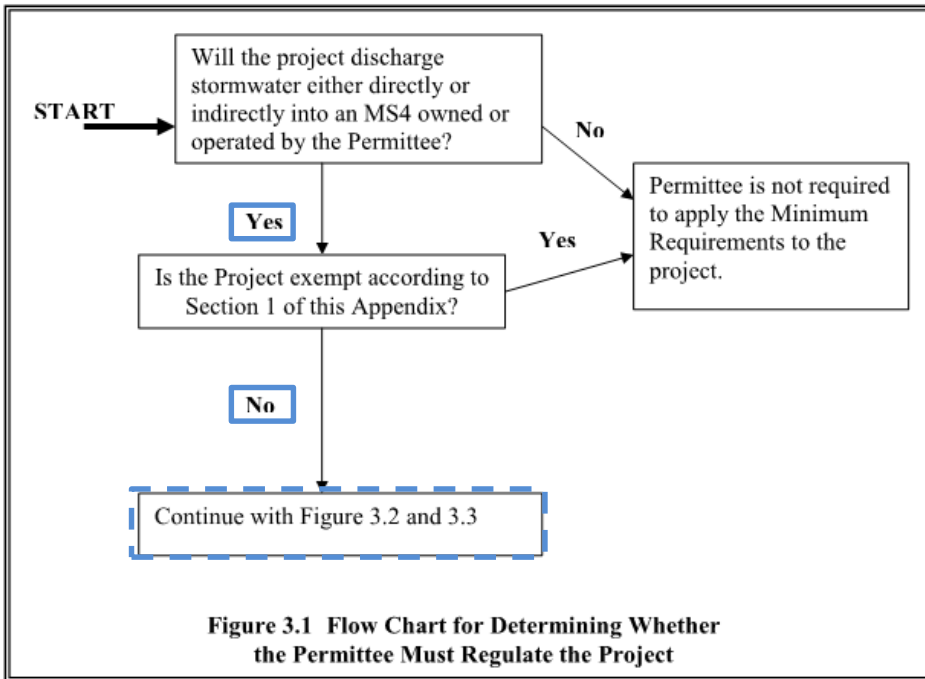 Will the project discharge
stormwater either directly or
indirectly into an MS4 owned or
operated by the Permittee?
START
No
Permittee is not required
to apply the Minimum
Requirements to the
project.
Yes
Yes
Is the Project exempt according to
Section 1 of this Appendix?
No
Continue with Figure 3.2 and 3.3
Figure 3.1 Flow Chart for Determining Whether
the Permittee Must Regulate the Project